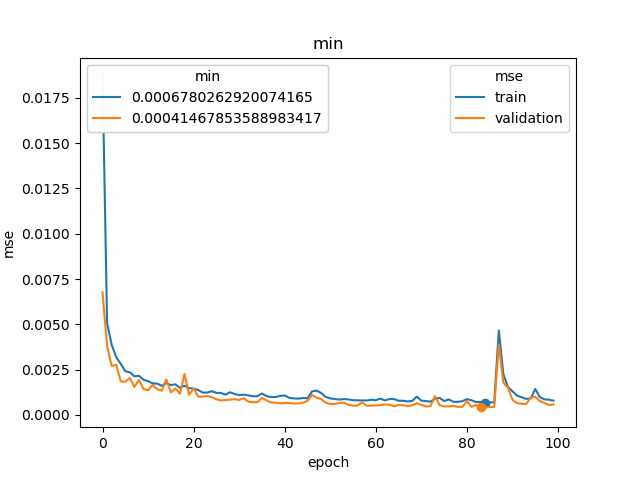 min
min
0.0006780262920074165
0.00041467853588983417
mse
train
validation
0.0175
0.0150
0.0125
0.0100
0.0075
0.0050
0.0025
0.0000
mse
0 20 40 60 80 100
epoch